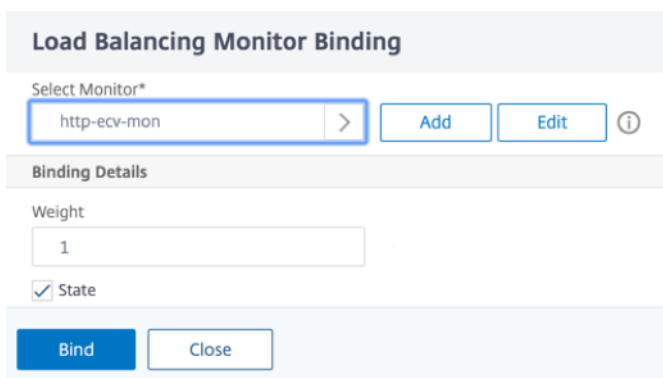 Load Balancing Monitor Binding
Select Monitor*
http-ecv-mon Add Edit
Binding Details
Weight
1
State
Bind Close